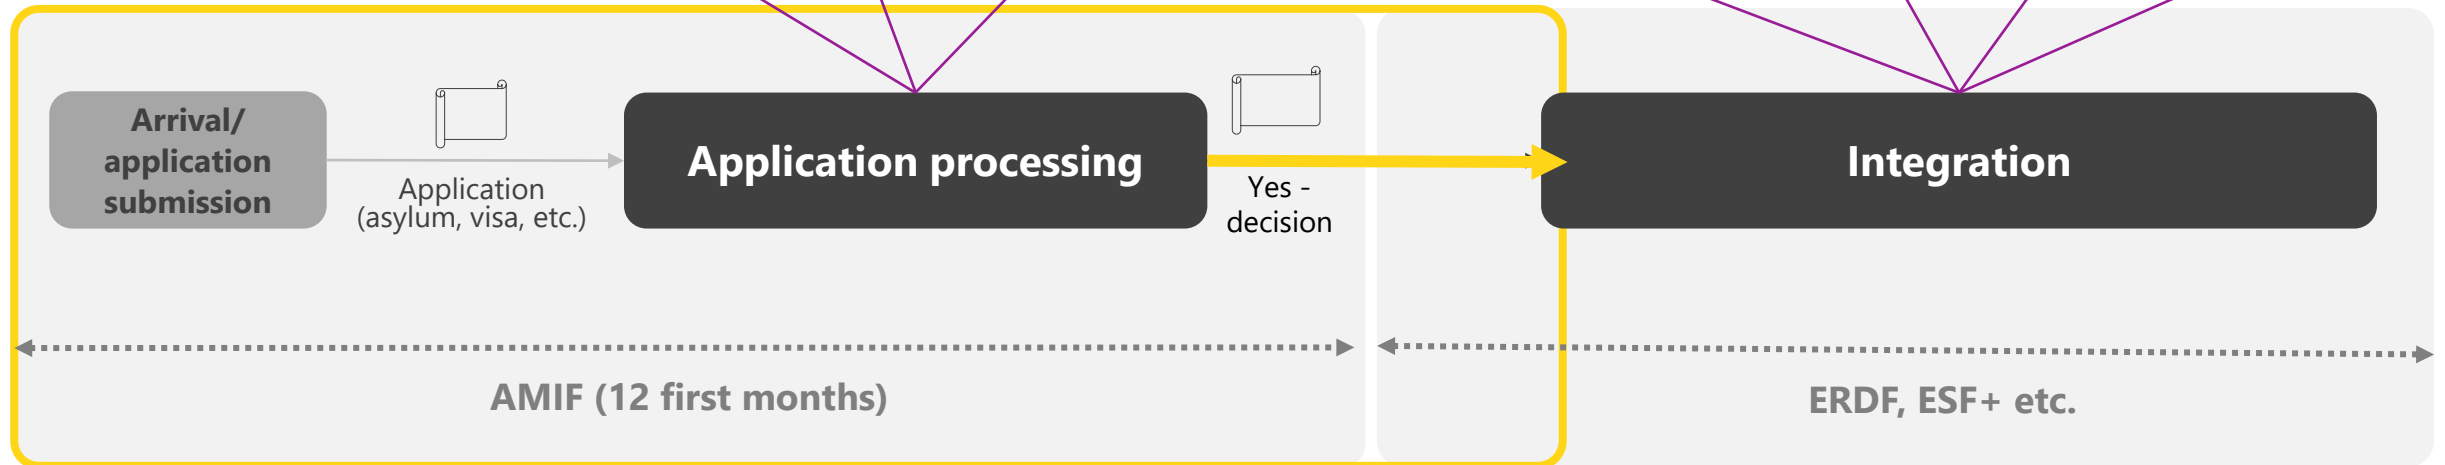 Arrival/
application
submission
Application
(asylum, visa, etc.)
Application processing
Yes -
decision
Integration
AMIF (12 first months)
ERDF, ESF+ etc.